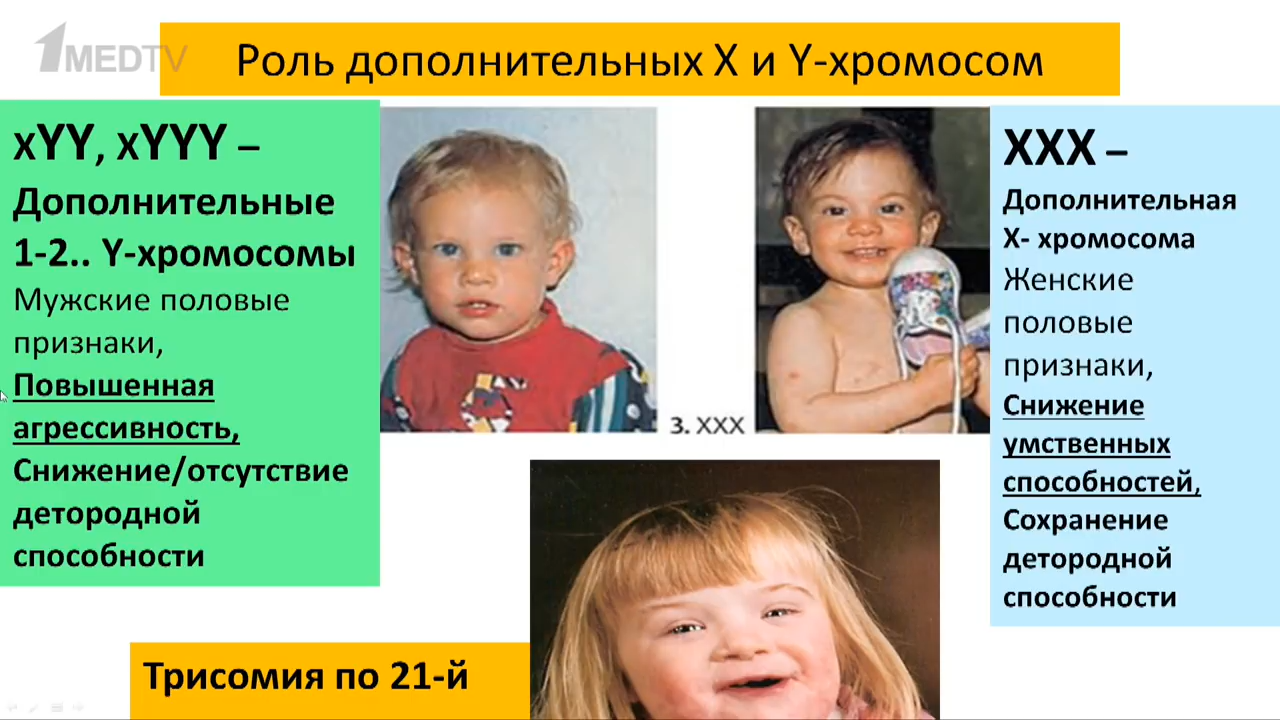 1MEDTV
Роль дополнительных X и Y-хромосом
xYY, xYYY –
Дополнительные
1-2.. Y-хромосомы
Мужские половые
признаки,
Повышенная
агрессивность,
Снижение/отсутствие
детородной
способности
3. XXX
XXX –
Дополнительная
X- хромосома
Женские
половые
признаки,
Снижение
умственных
способностей,
Сохранение
детородной
способности
Трисомия по 21-й